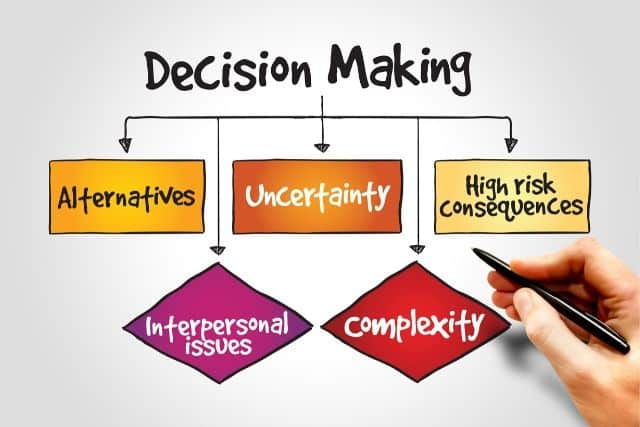 Decision Making
Alternatives
Uncertainty
High risk
consequences
Interpersonal
issues
Complexity